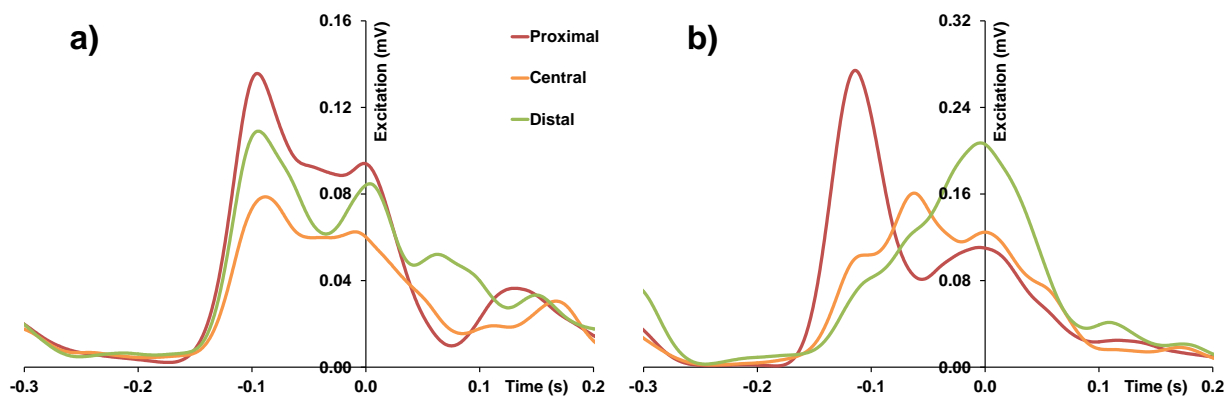 a)
0.16
0.12
0.08
0.04
0.00
Excitation (mV)
Proximal
Central
Distal
-0.3
-0.2
-0.1
0.0
0.1
Time (s)
0.2
b)
0.32
0.24
0.16
0.08
0.00
Excitation (mV)
-0.3
-0.2
-0.1
0.0
0.1
Time (s)
0.2